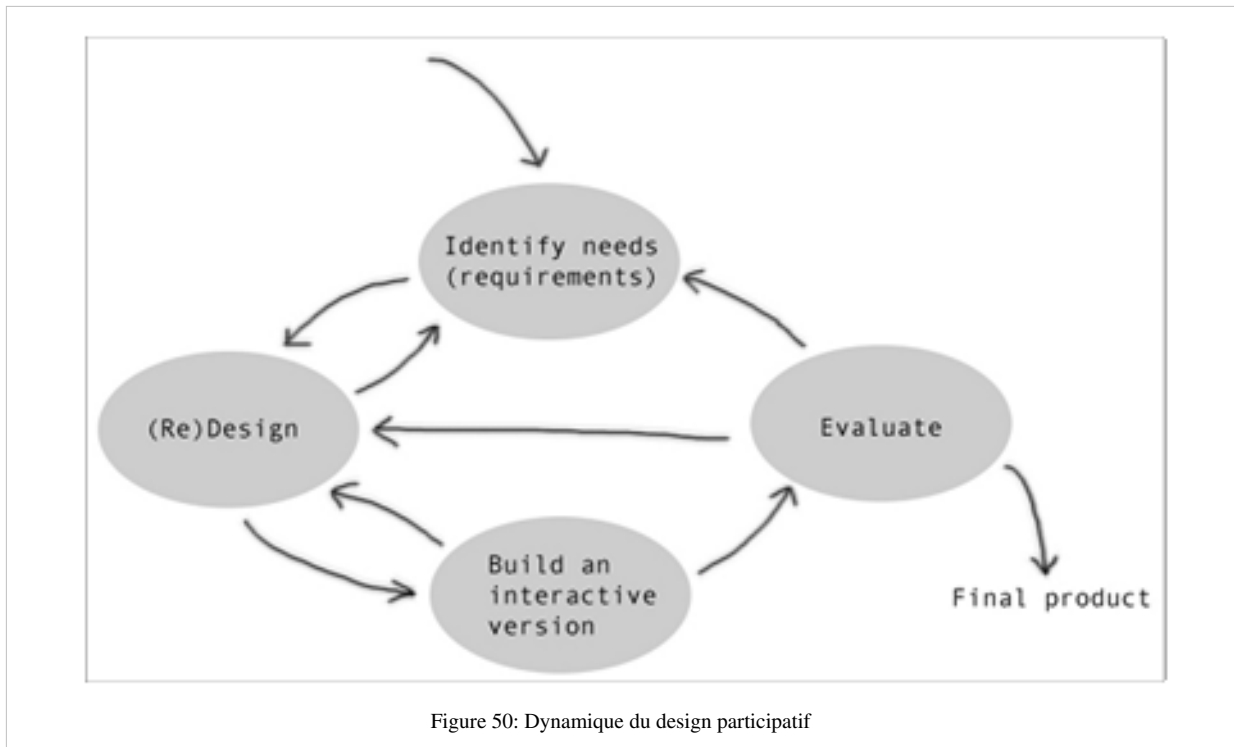 Identify needs
(requirements)
(Re)Design
Evaluate
Build an
interactive
version
Final product
Figure 50: Dynamique du design participatif